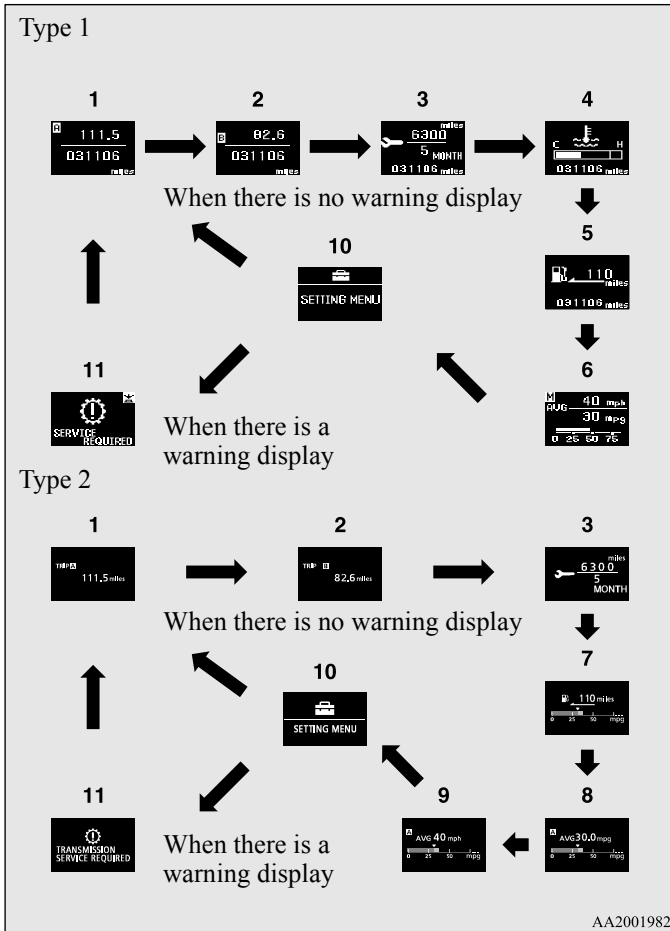 Type 1
1 2 3 4
A 111.5
031106
miles
B 82.6
031106
miles
miles
6300
5 MONTH
031106 miles
C H
031106 miles
When there is no warning display
5
110
miles
031106 miles
10
SETTING MENU
6
M
AVG 40 mph
30 mpg
0 25 50 75
11
SERVICE
REQUIRED
When there is a
warning display
Type 2
1 2 3
TRIP A
111.5 miles
TRIP B
82.6 miles
miles
6300
5
MONTH
When there is no warning display
7
110 miles
0 25 50 mpg
10
SETTING MENU
8
A
AVG 30.0 mpg
0 25 50 mpg
9
A
AVG 40 mph
0 25 50 mpg
11
TRANSMISSION
SERVICE REQUIRED
When there is a
warning display
AA2001982